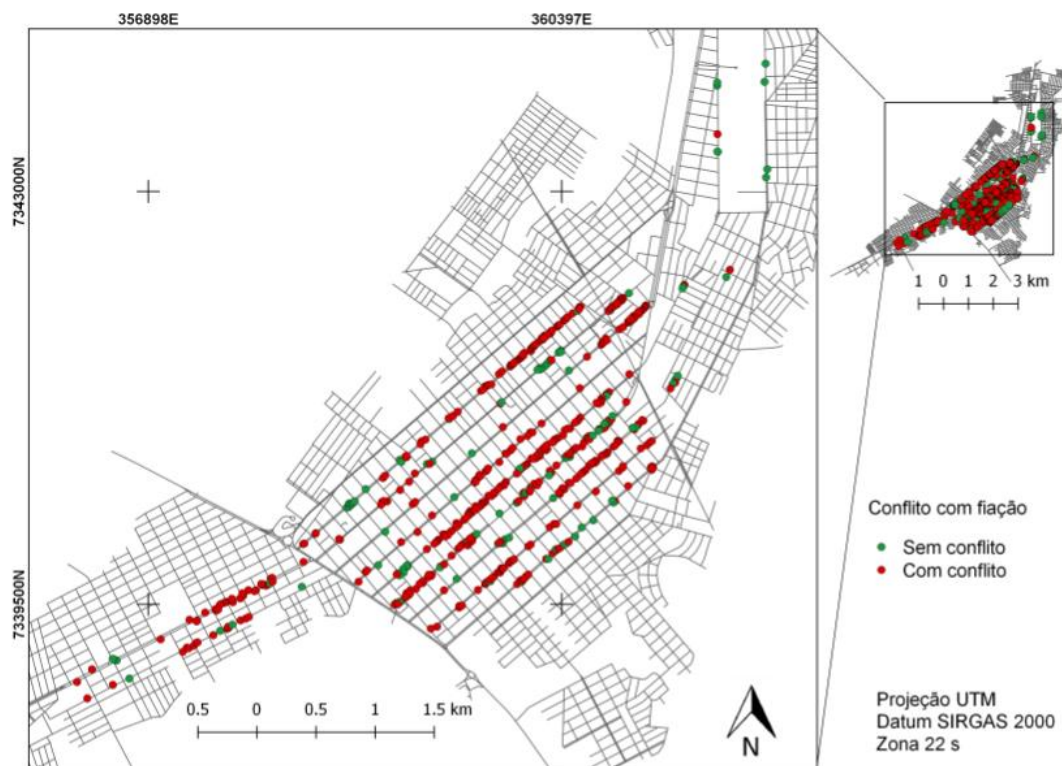 356898E
360397E
7343000N
7339500N
1 0 1 2 3 km
Conflito com fiação
Sem conflito
Com conflito
0.5 0 0.5 1 1.5 km
N
Projeção UTM
Datum SIRGAS 2000
Zona 22 s